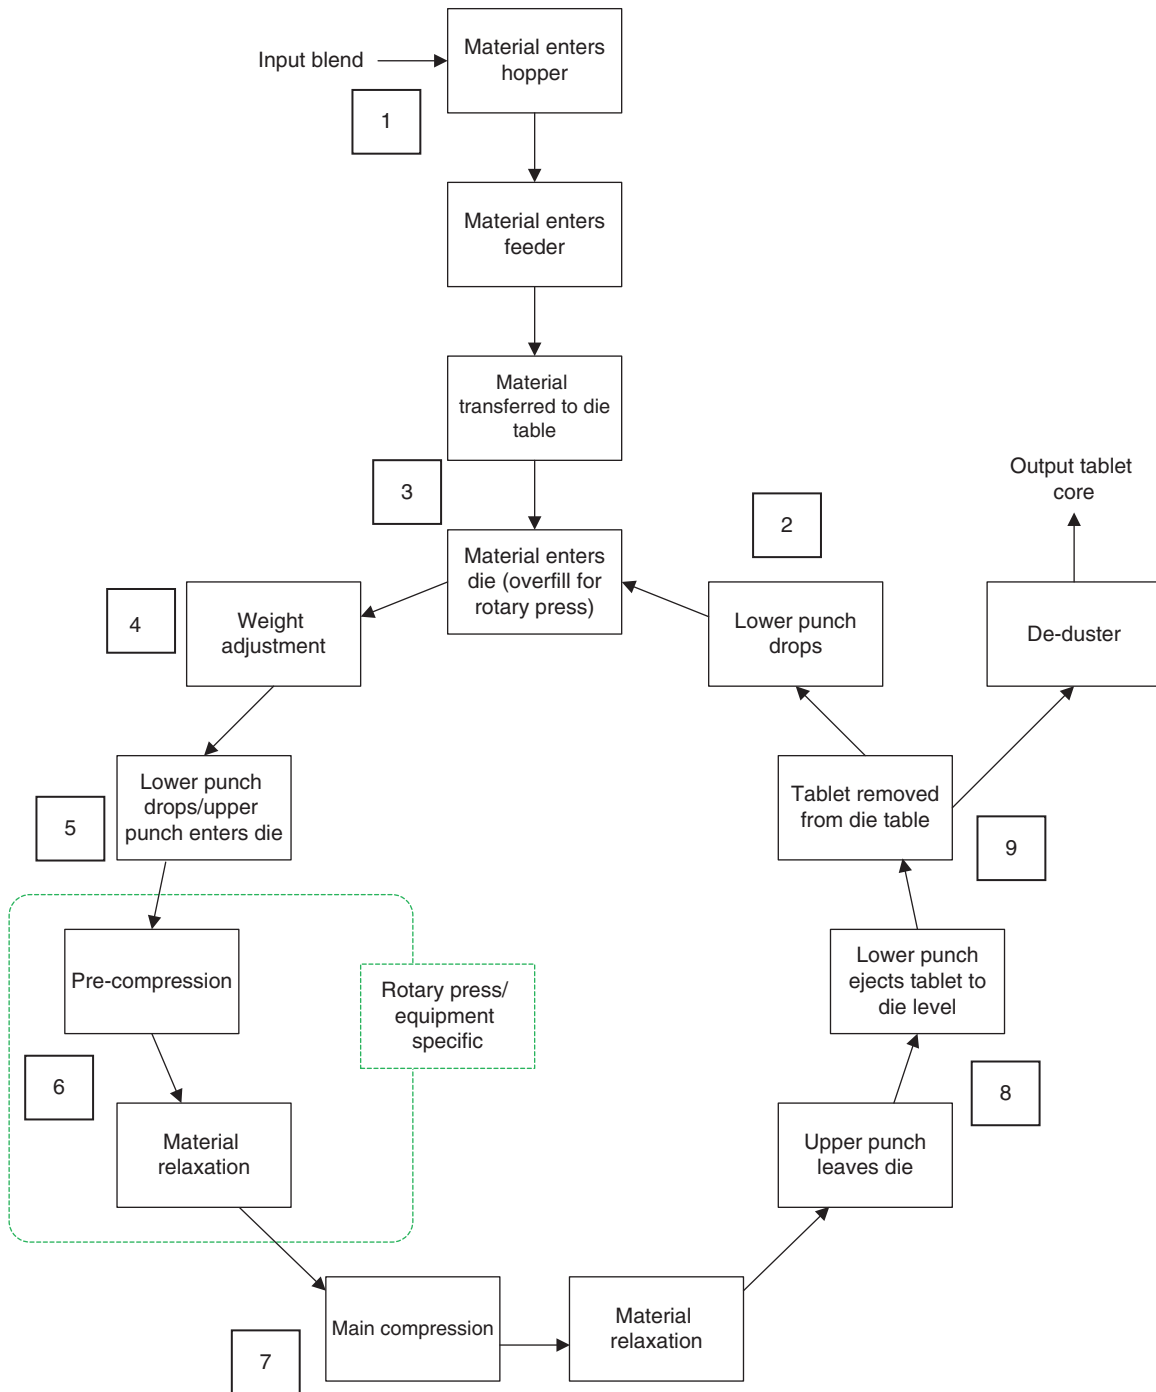 Material enters
hopper
Input blend
1
Material enters
feeder
Material
transferred to die
table
3
Material enters
die (overfill for
rotary press)
2
Output tablet
core
4
Weight
adjustment
Lower punch
drops
De-duster
5
Lower punch
drops/upper
punch enters die
Tablet removed
from die table
9
Pre-compression
Rotary press/
equipment
specific
Lower punch
ejects tablet to
die level
6
Material
relaxation
8
Upper punch
leaves die
7
Main compression
Material
relaxation